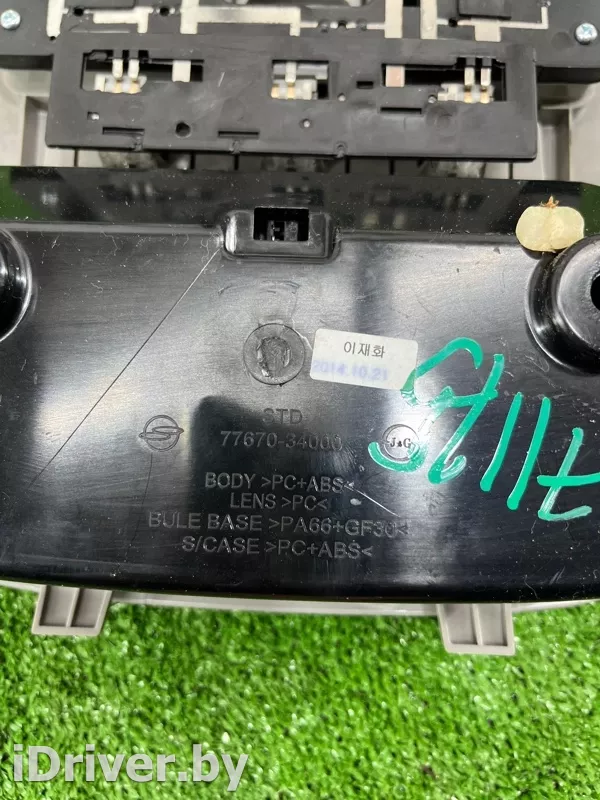 이재화
2014.10.21
STD
77670-34000
J▲G
BODY >PC+ABS<
LENS >PC<
BULE BASE >PA66+GF30<
S/CASE >PC+ABS<
71175
iDriver.by